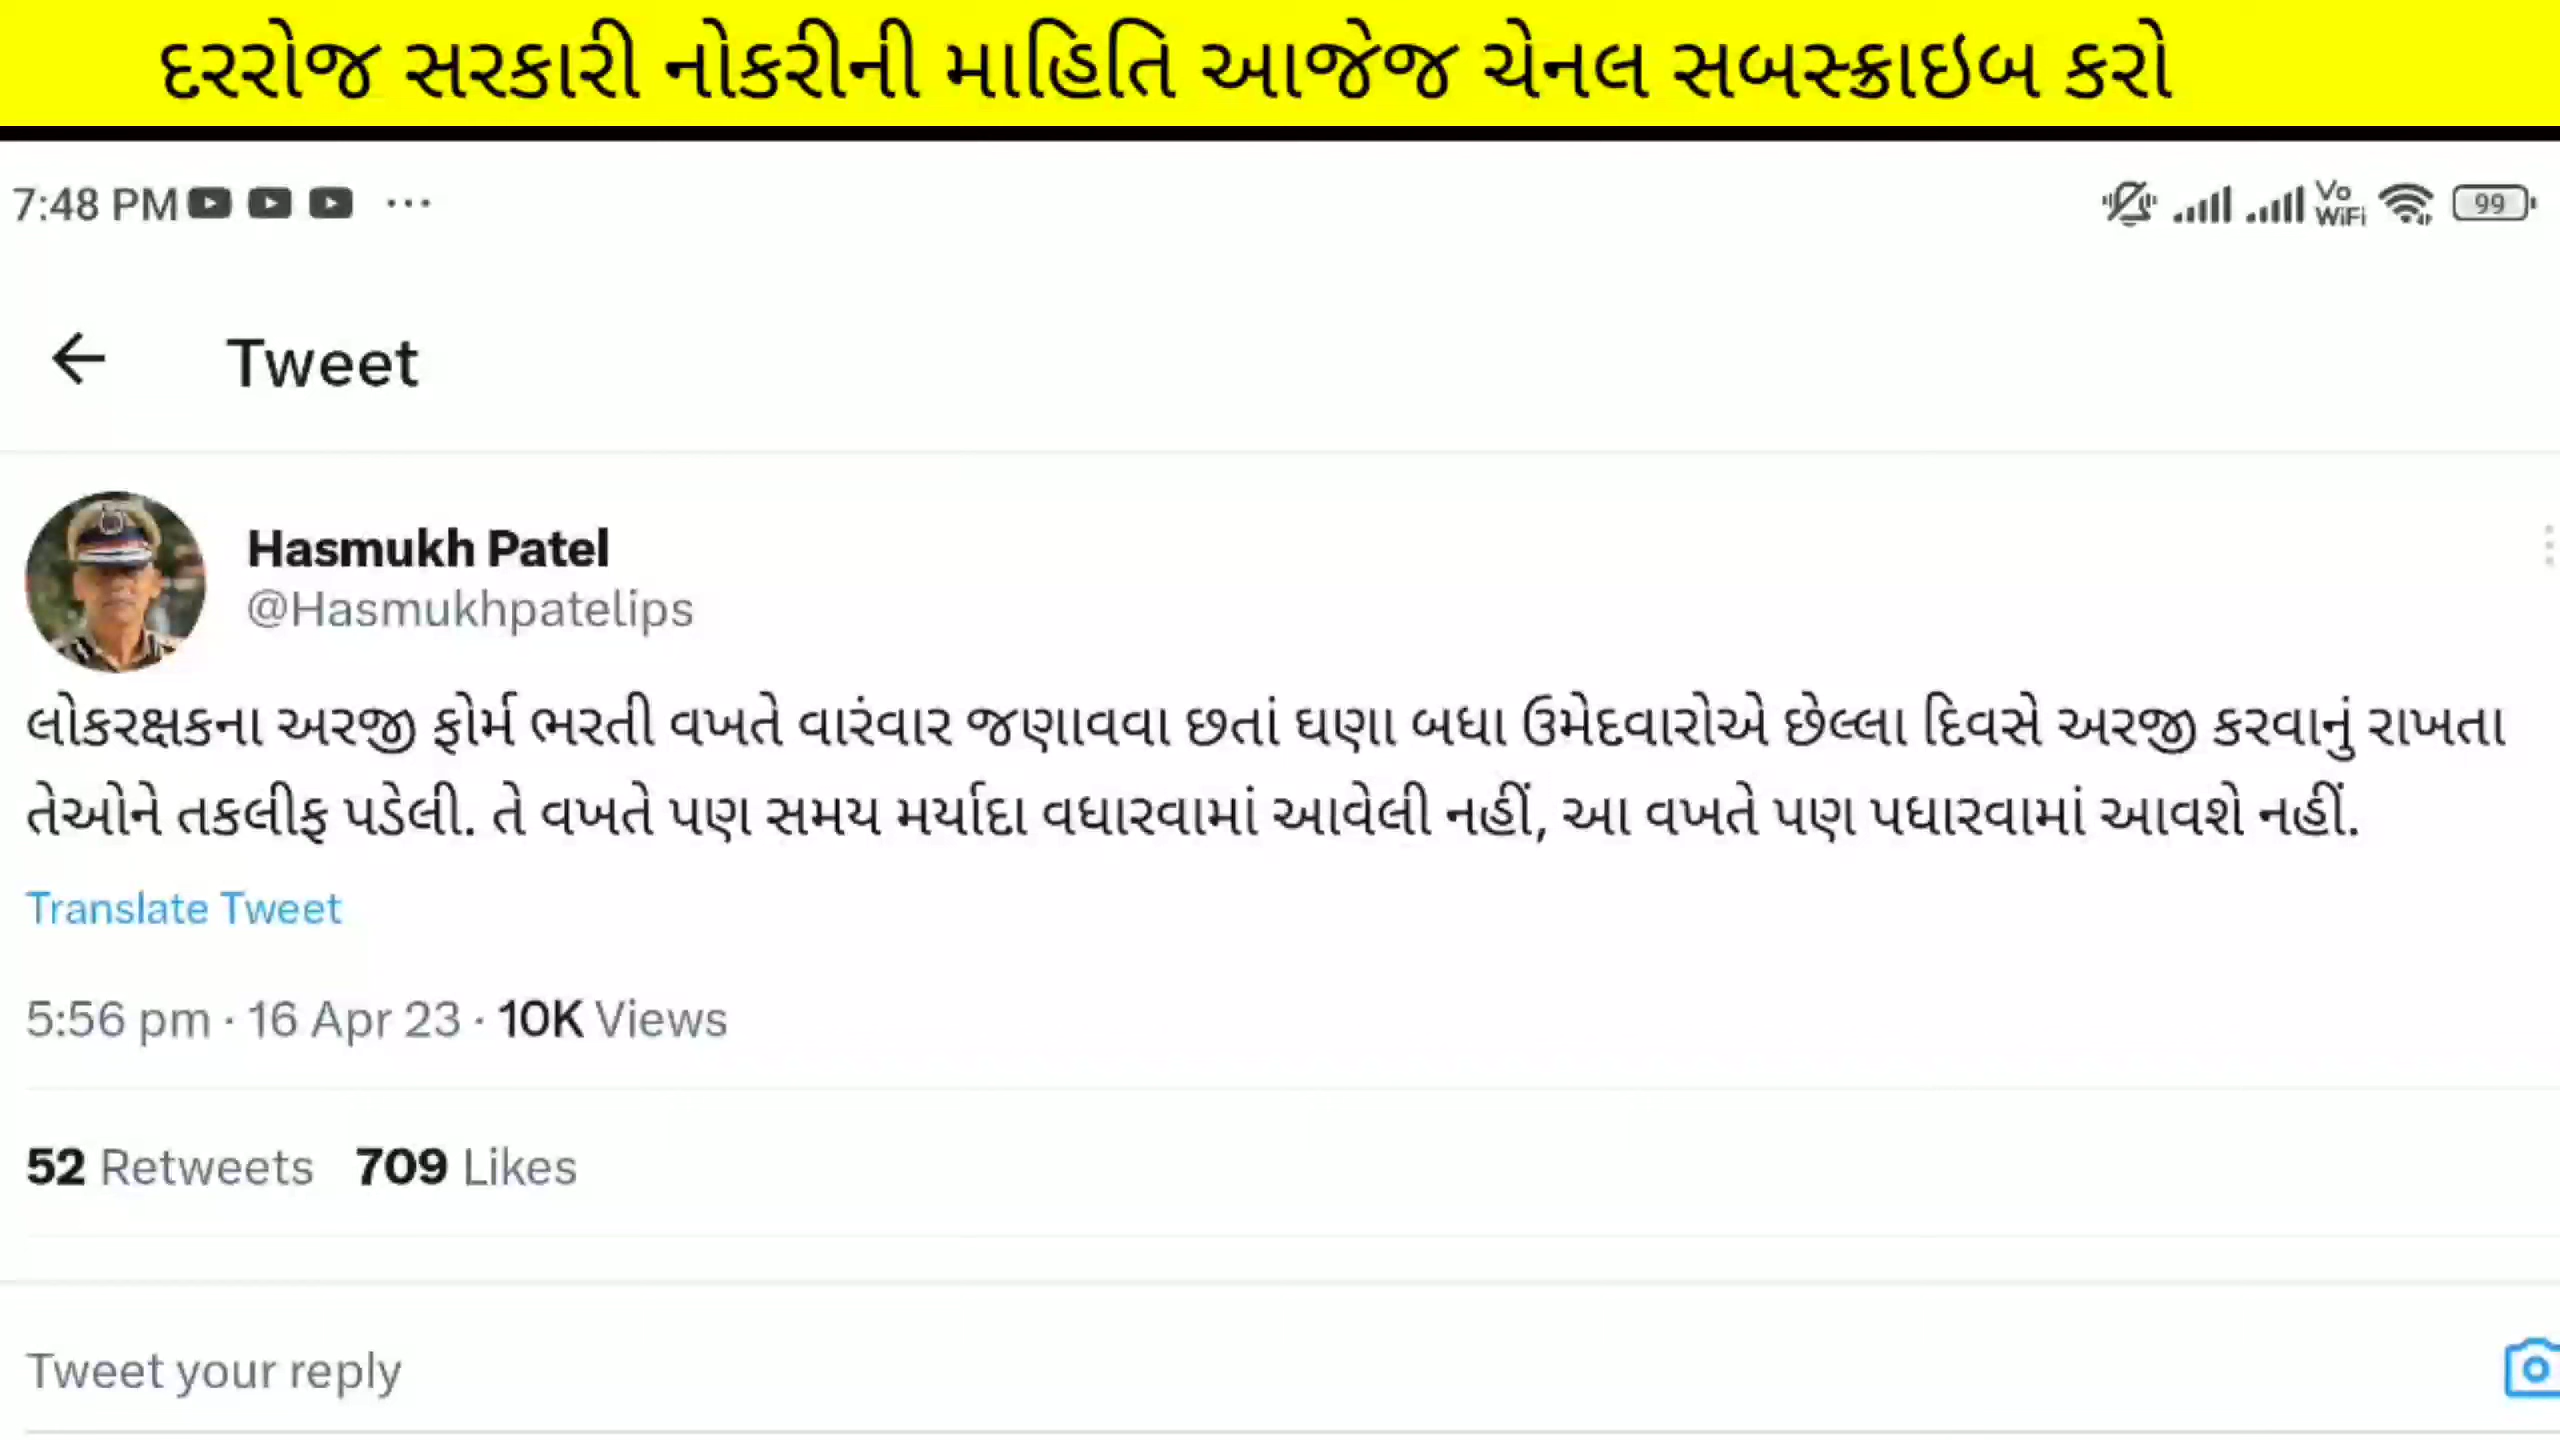 દરરોજ સરકારી નોકરીની માહિતિ આજેજ ચેનલ સબસ્ક્રાઇબ કરો
7:48 PM ... Vo WiFi 99
Tweet
Hasmukh Patel
@Hasmukhpatelips
લોકરક્ષકના અરજી ફોર્મ ભરતી વખતે વારંવાર જણાવવા છતાં ઘણા બધા ઉમેદવારોએ છેલ્લા દિવસે અરજી કરવાનું રાખતા
તેઓને તકલીફ પડેલી. તે વખતે પણ સમય મર્યાદા વધારવામાં આવેલી નહીં, આ વખતે પણ પધારવામાં આવશે નહીં.
Translate Tweet
5:56 pm · 16 Apr 23 · 10K Views
52 Retweets 709 Likes
Tweet your reply